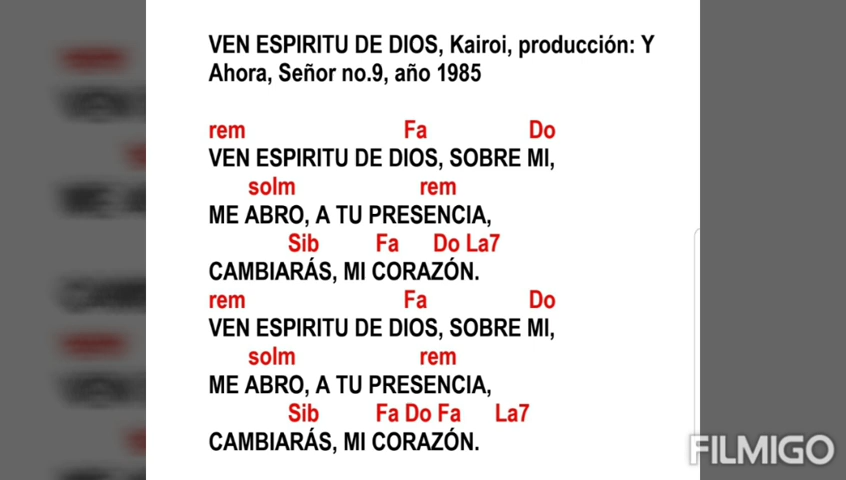 VEN ESPIRITU DE DIOS, Kairoi, producción: Y
Ahora, Señor no.9, año 1985
rem Fa Do
VEN ESPIRITU DE DIOS, SOBRE MI,
solm rem
ME ABRO, A TU PRESENCIA,
Sib Fa Do La7
CAMBIARÁS, MI CORAZÓN.
rem Fa Do
VEN ESPIRITU DE DIOS, SOBRE MI,
solm rem
ME ABRO, A TU PRESENCIA,
Sib Fa Do Fa La7
CAMBIARÁS, MI CORAZÓN.
FILMIGO